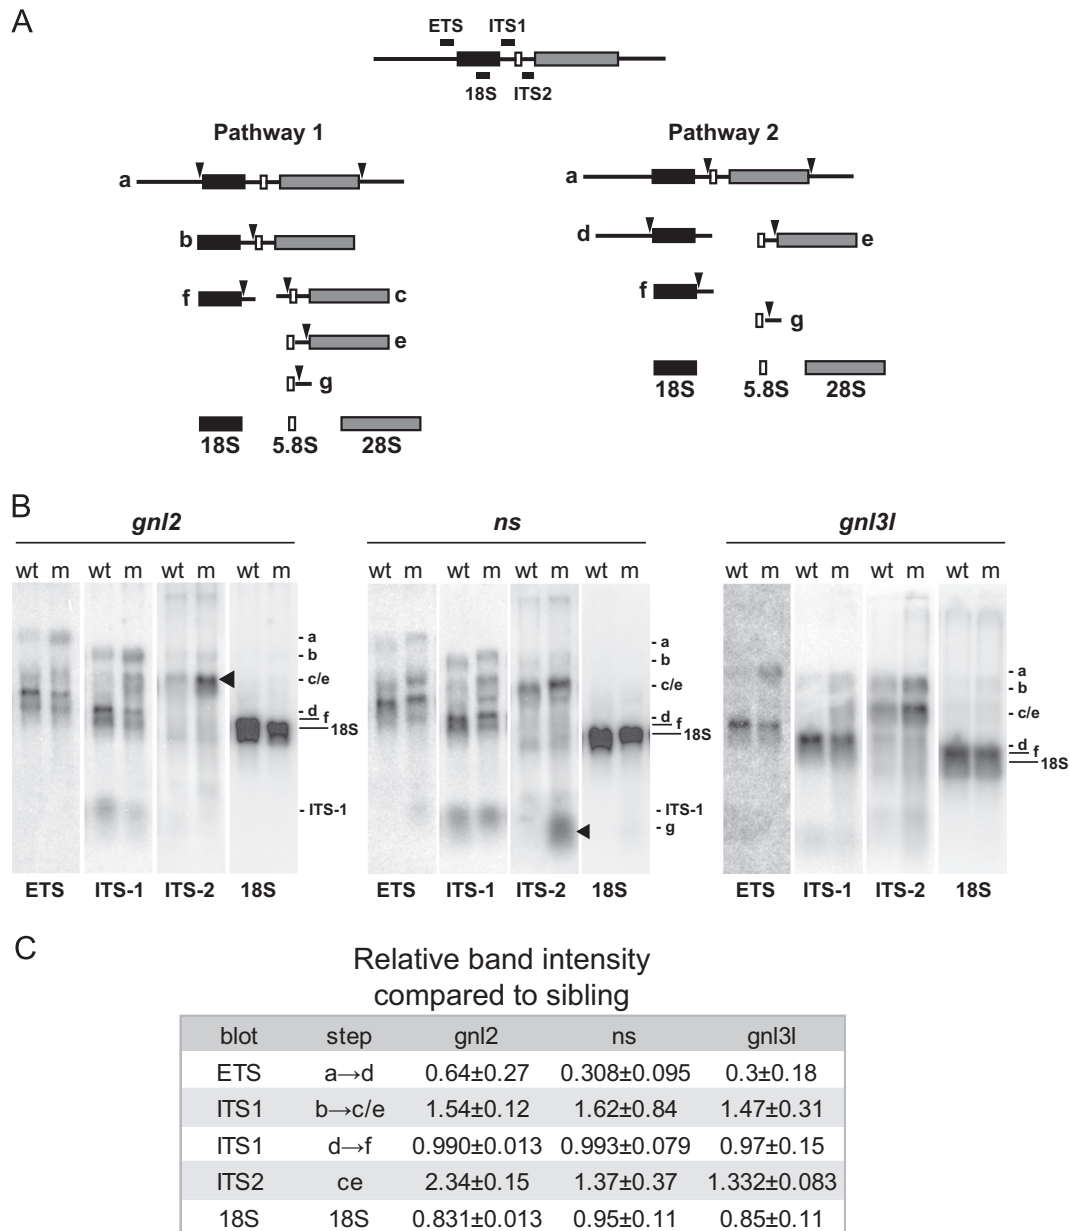 A
ETS ITS1
18S ITS2
Pathway 1
a
b
f c
e
g
18S 5.8S 28S
Pathway 2
a
d e
f
g
18S 5.8S 28S
B
gnl2
wt m wt m wt m wt m
- a
- b
- c/e
- d f
18S
- ITS-1
ETS ITS-1 ITS-2 18S
ns
wt m wt m wt m wt m
- a
- b
- c/e
- d f
18S
- ITS-1
- g
ETS ITS-1 ITS-2 18S
gnl3l
wt m wt m wt m wt m
- a
- b
- c/e
- d f
18S
ETS ITS-1 ITS-2 18S
C
Relative band intensity
compared to sibling
blot step gnl2 ns gnl3l
ETS a→d 0.64±0.27 0.308±0.095 0.3±0.18
ITS1 b→c/e 1.54±0.12 1.62±0.84 1.47±0.31
ITS1 d→f 0.990±0.013 0.993±0.079 0.97±0.15
ITS2 ce 2.34±0.15 1.37±0.37 1.332±0.083
18S 18S 0.831±0.013 0.95±0.11 0.85±0.11